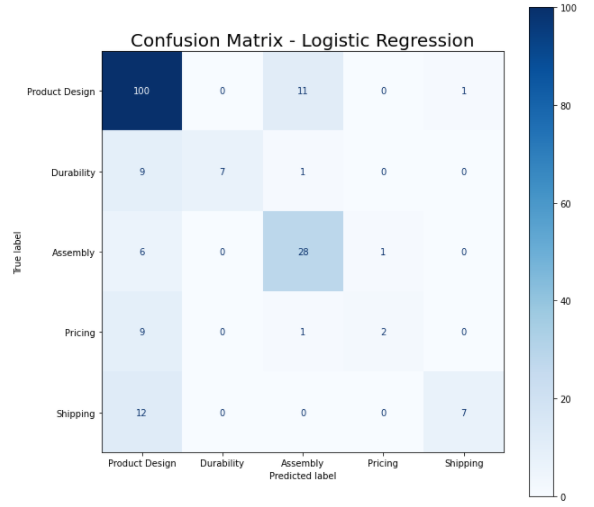 Confusion Matrix - Logistic Regression
True label
Product Design 100 0 11 0 1
Durability 9 7 1 0 0
Assembly 6 0 28 1 0
Pricing 9 0 1 2 0
Shipping 12 0 0 0 7
Product Design Durability Assembly Pricing Shipping
Predicted label
100
80
60
40
20
0